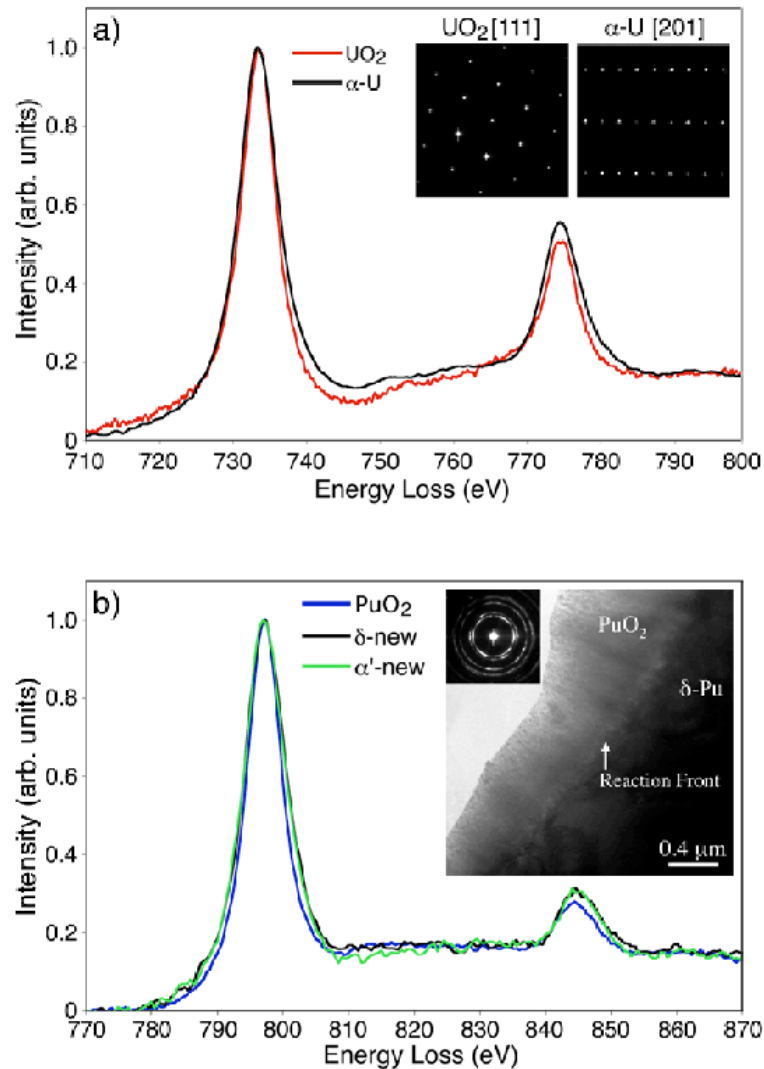 a)
UO₂
α-U
UO₂[111]
α-U [201]
Intensity (arb. units)
1.0
0.8
0.6
0.4
0.2
0
710 720 730 740 750 760 770 780 790 800
Energy Loss (eV)
b)
PuO₂
δ-new
α'-new
PuO₂
δ-Pu
Reaction Front
0.4 μm
Intensity (arb. units)
1.0
0.8
0.6
0.4
0.2
0
770 780 790 800 810 820 830 840 850 860 870
Energy Loss (eV)